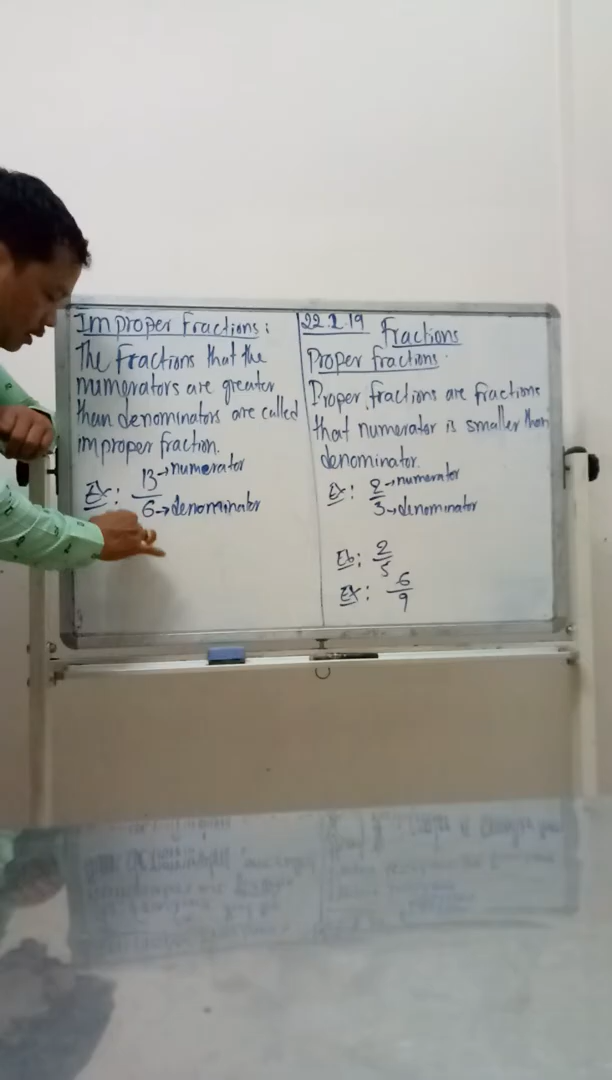 Improper Fractions:
The Fractions that the
numerators are greater
than denominators are called
improper fraction.
Ex: 13 → numerator
6 → denominator
22.2.19 Fractions
Proper fractions.
Proper fractions are fractions
that numerator is smaller than
denominator.
Ex: 2 → numerator
3 → denominator
Ex: 2
5
Ex: 6
9